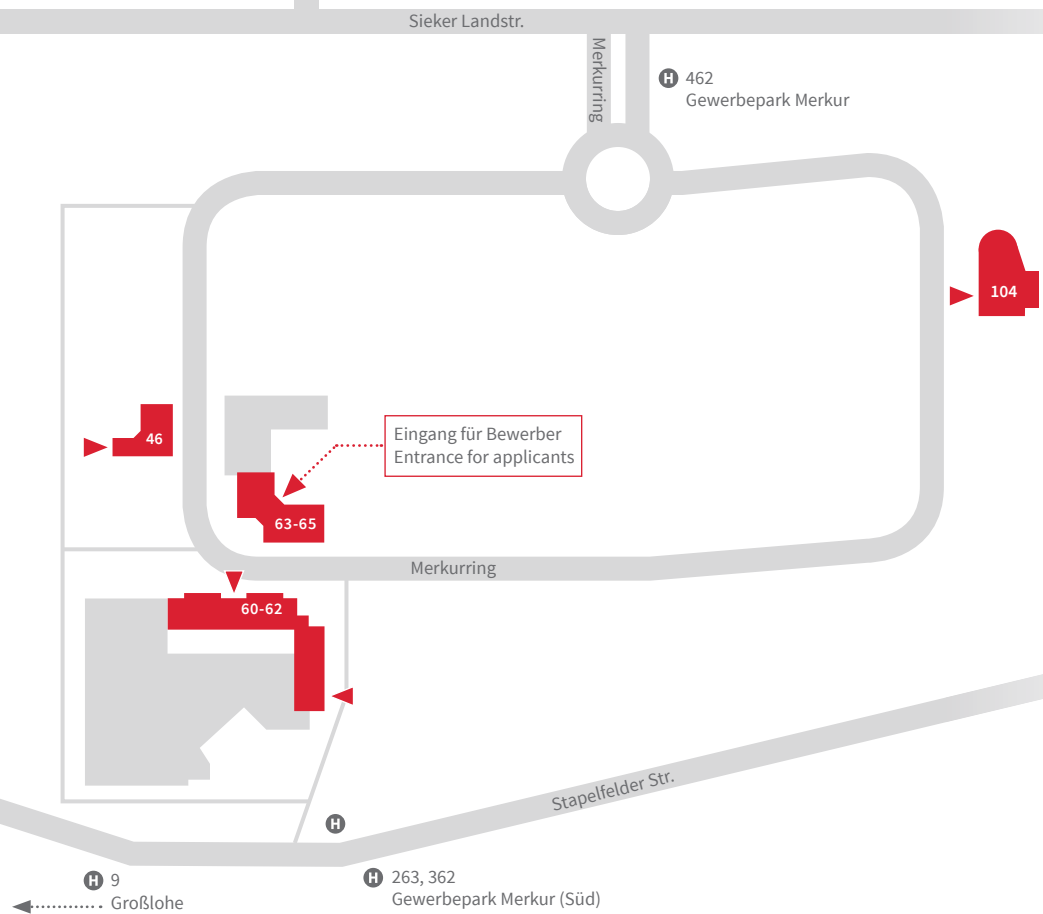 Sieker Landstr.
Merkurring
H 462
Gewerbepark Merkur
104
46
Eingang für Bewerber
Entrance for applicants
63-65
Merkurring
60-62
Stapelfelder Str.
H
H 9
Großlohe
H 263, 362
Gewerbepark Merkur (Süd)